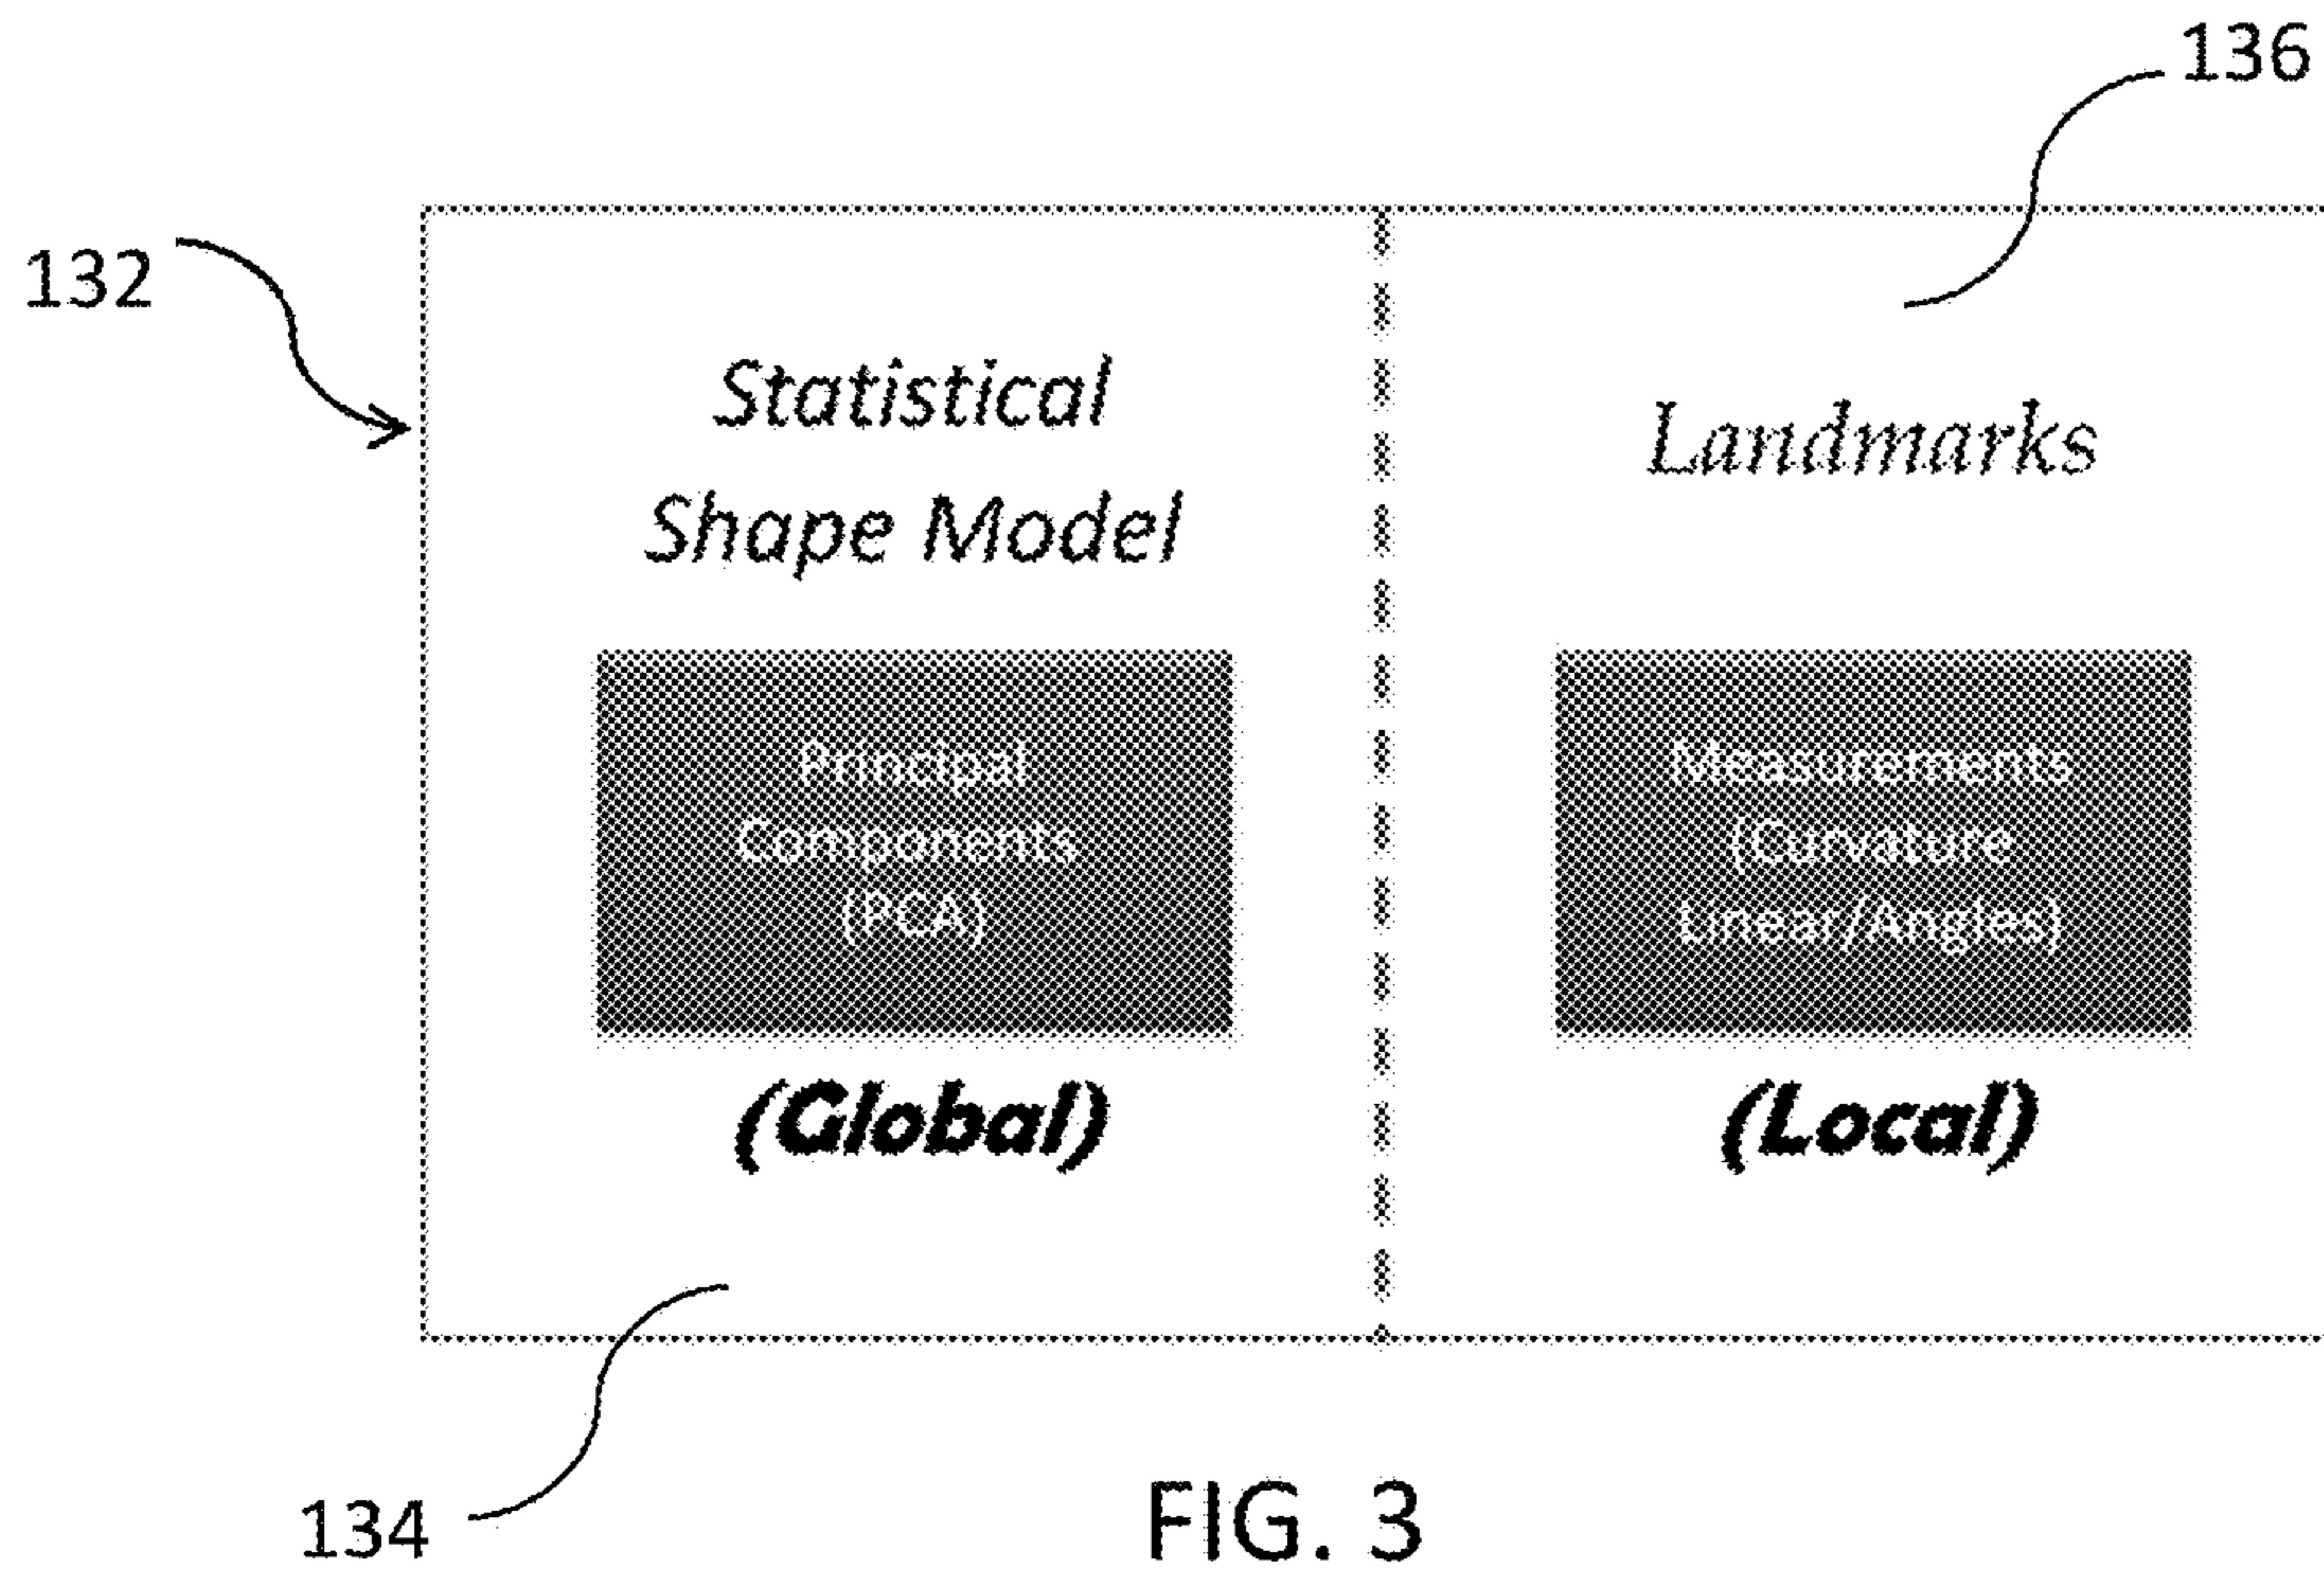 136
132
Statistical
Shape Model
Landmarks
Principal
Components
(PCA)
Measurements
(Curvature
Linear/Angles)
(Global)
(Local)
134
FIG. 3